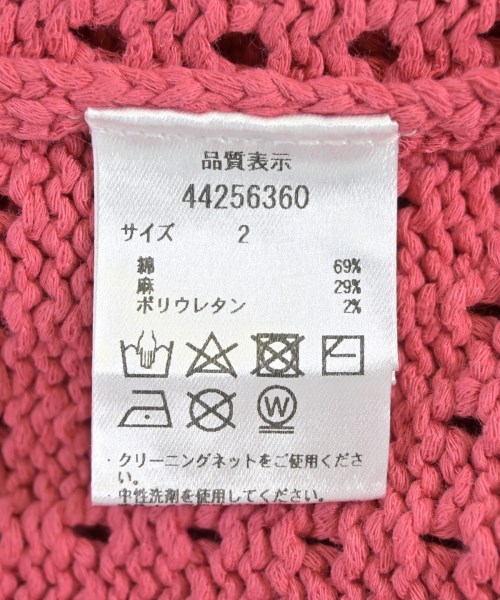 品質表示
44256360
サイズ 2
綿 69%
麻 29%
ポリウレタン 2%
W
・クリーニングネットをご使用くださ
い。
・中性洗剤を使用してください。